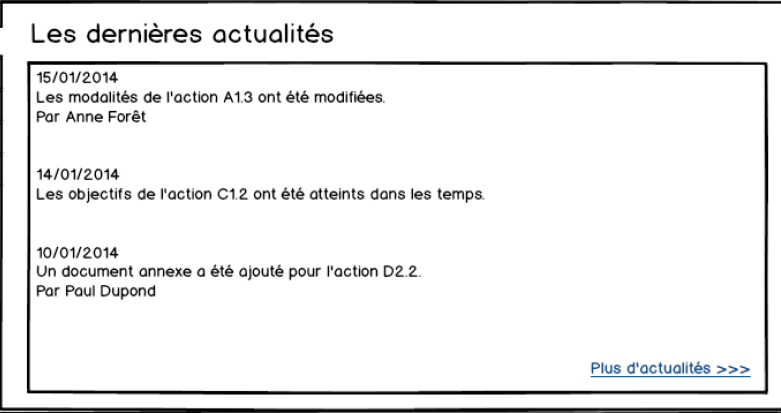 Les dernières actualités
15/01/2014
Les modalités de l'action A1.3 ont été modifiées.
Par Anne Forêt
14/01/2014
Les objectifs de l'action C1.2 ont été atteints dans les temps.
10/01/2014
Un document annexe a été ajouté pour l'action D2.2.
Par Paul Dupond
Plus d'actualités >>>